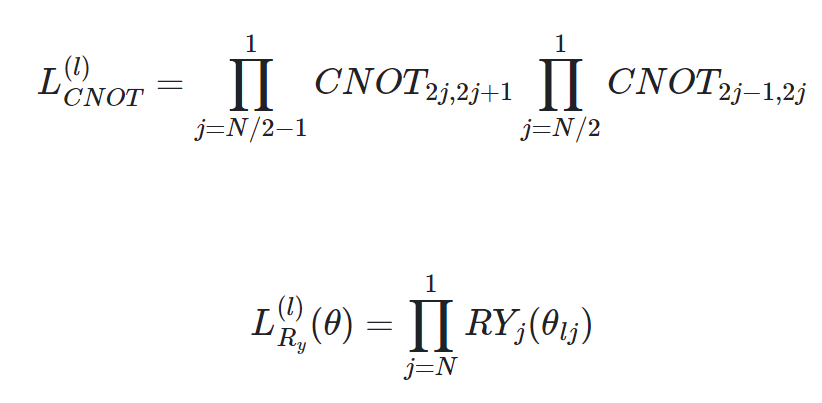 L_{CNOT}^{(l)} = \prod_{j=N/2-1}^{1} CNOT_{2j,2j+1} \prod_{j=N/2}^{1} CNOT_{2j-1,2j}
L_{R_y}^{(l)}(\theta) = \prod_{j=N}^{1} RY_j(\theta_{lj})